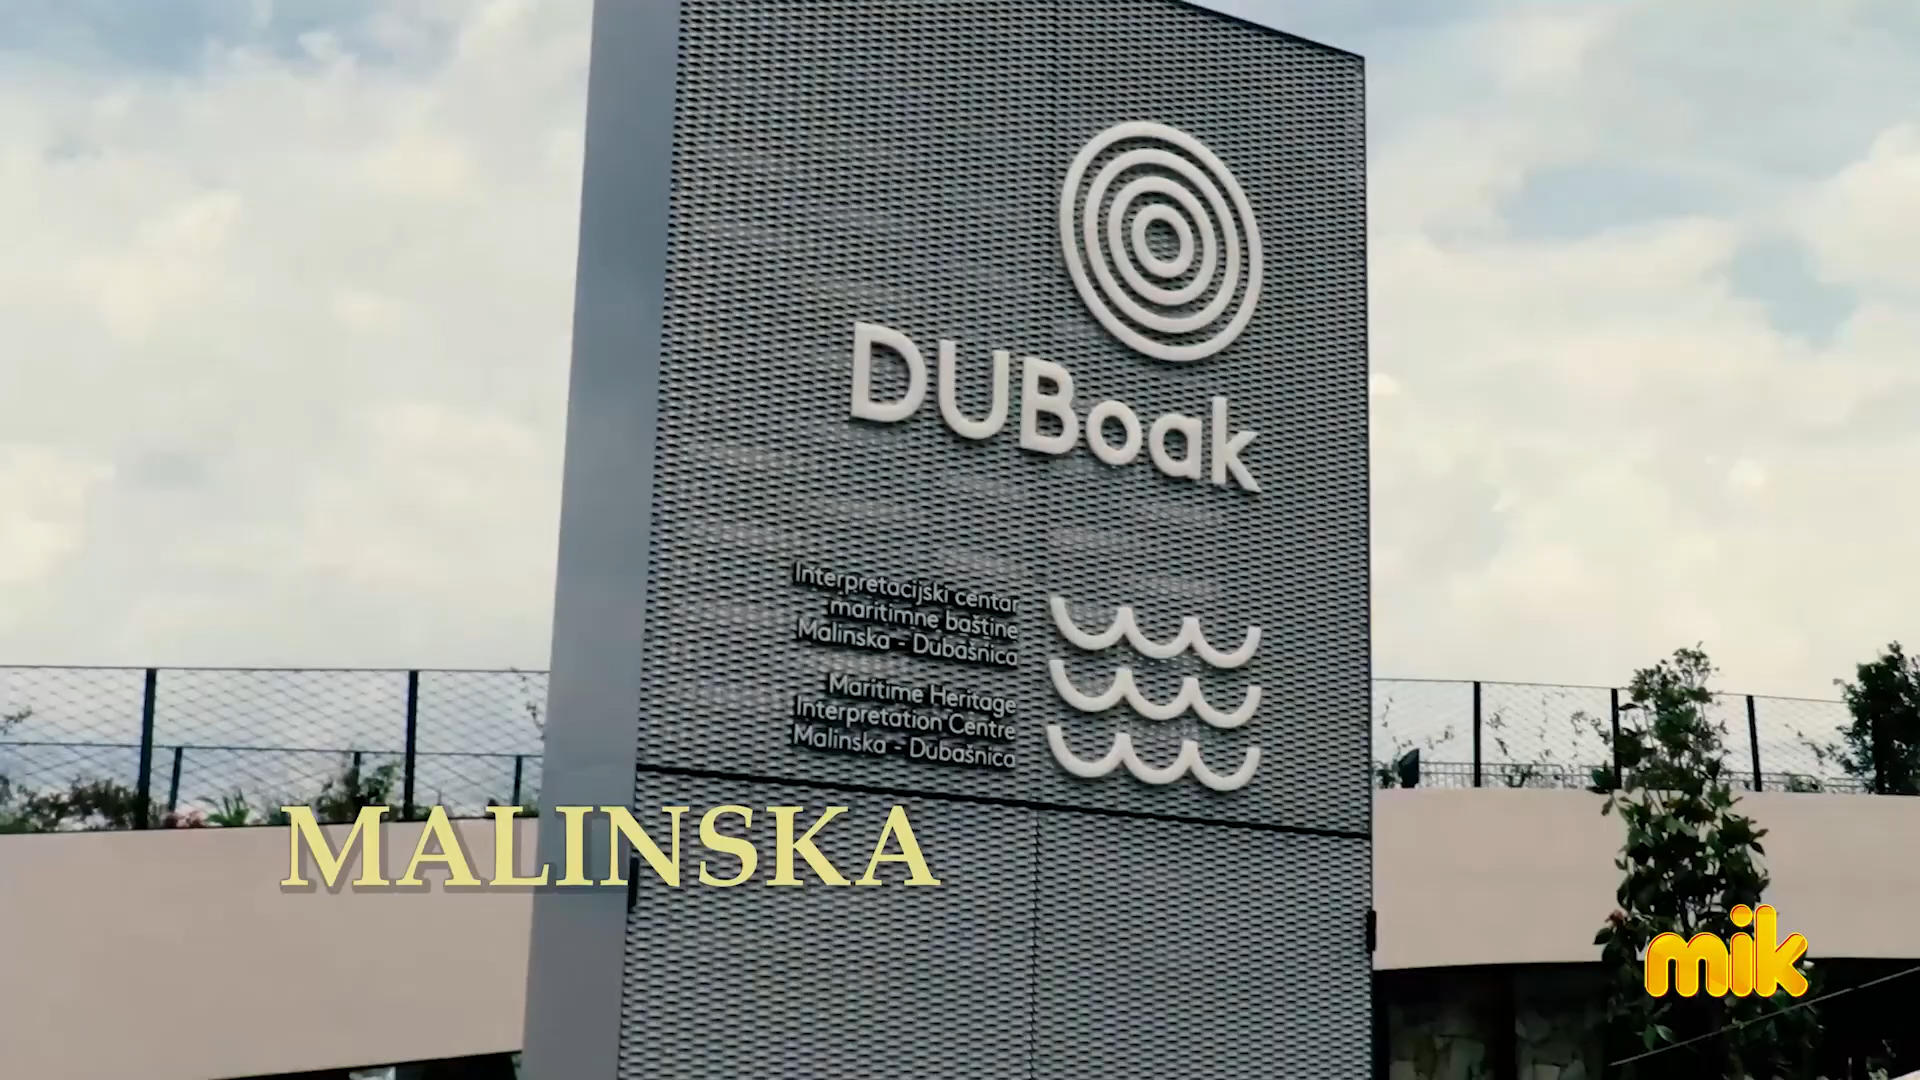 DUBoak
Interpretacijski centar
maritimne baštine
Malinska - Dubašnica
Maritime Heritage
Interpretation Centre
Malinska - Dubašnica
MALINSKA
mik